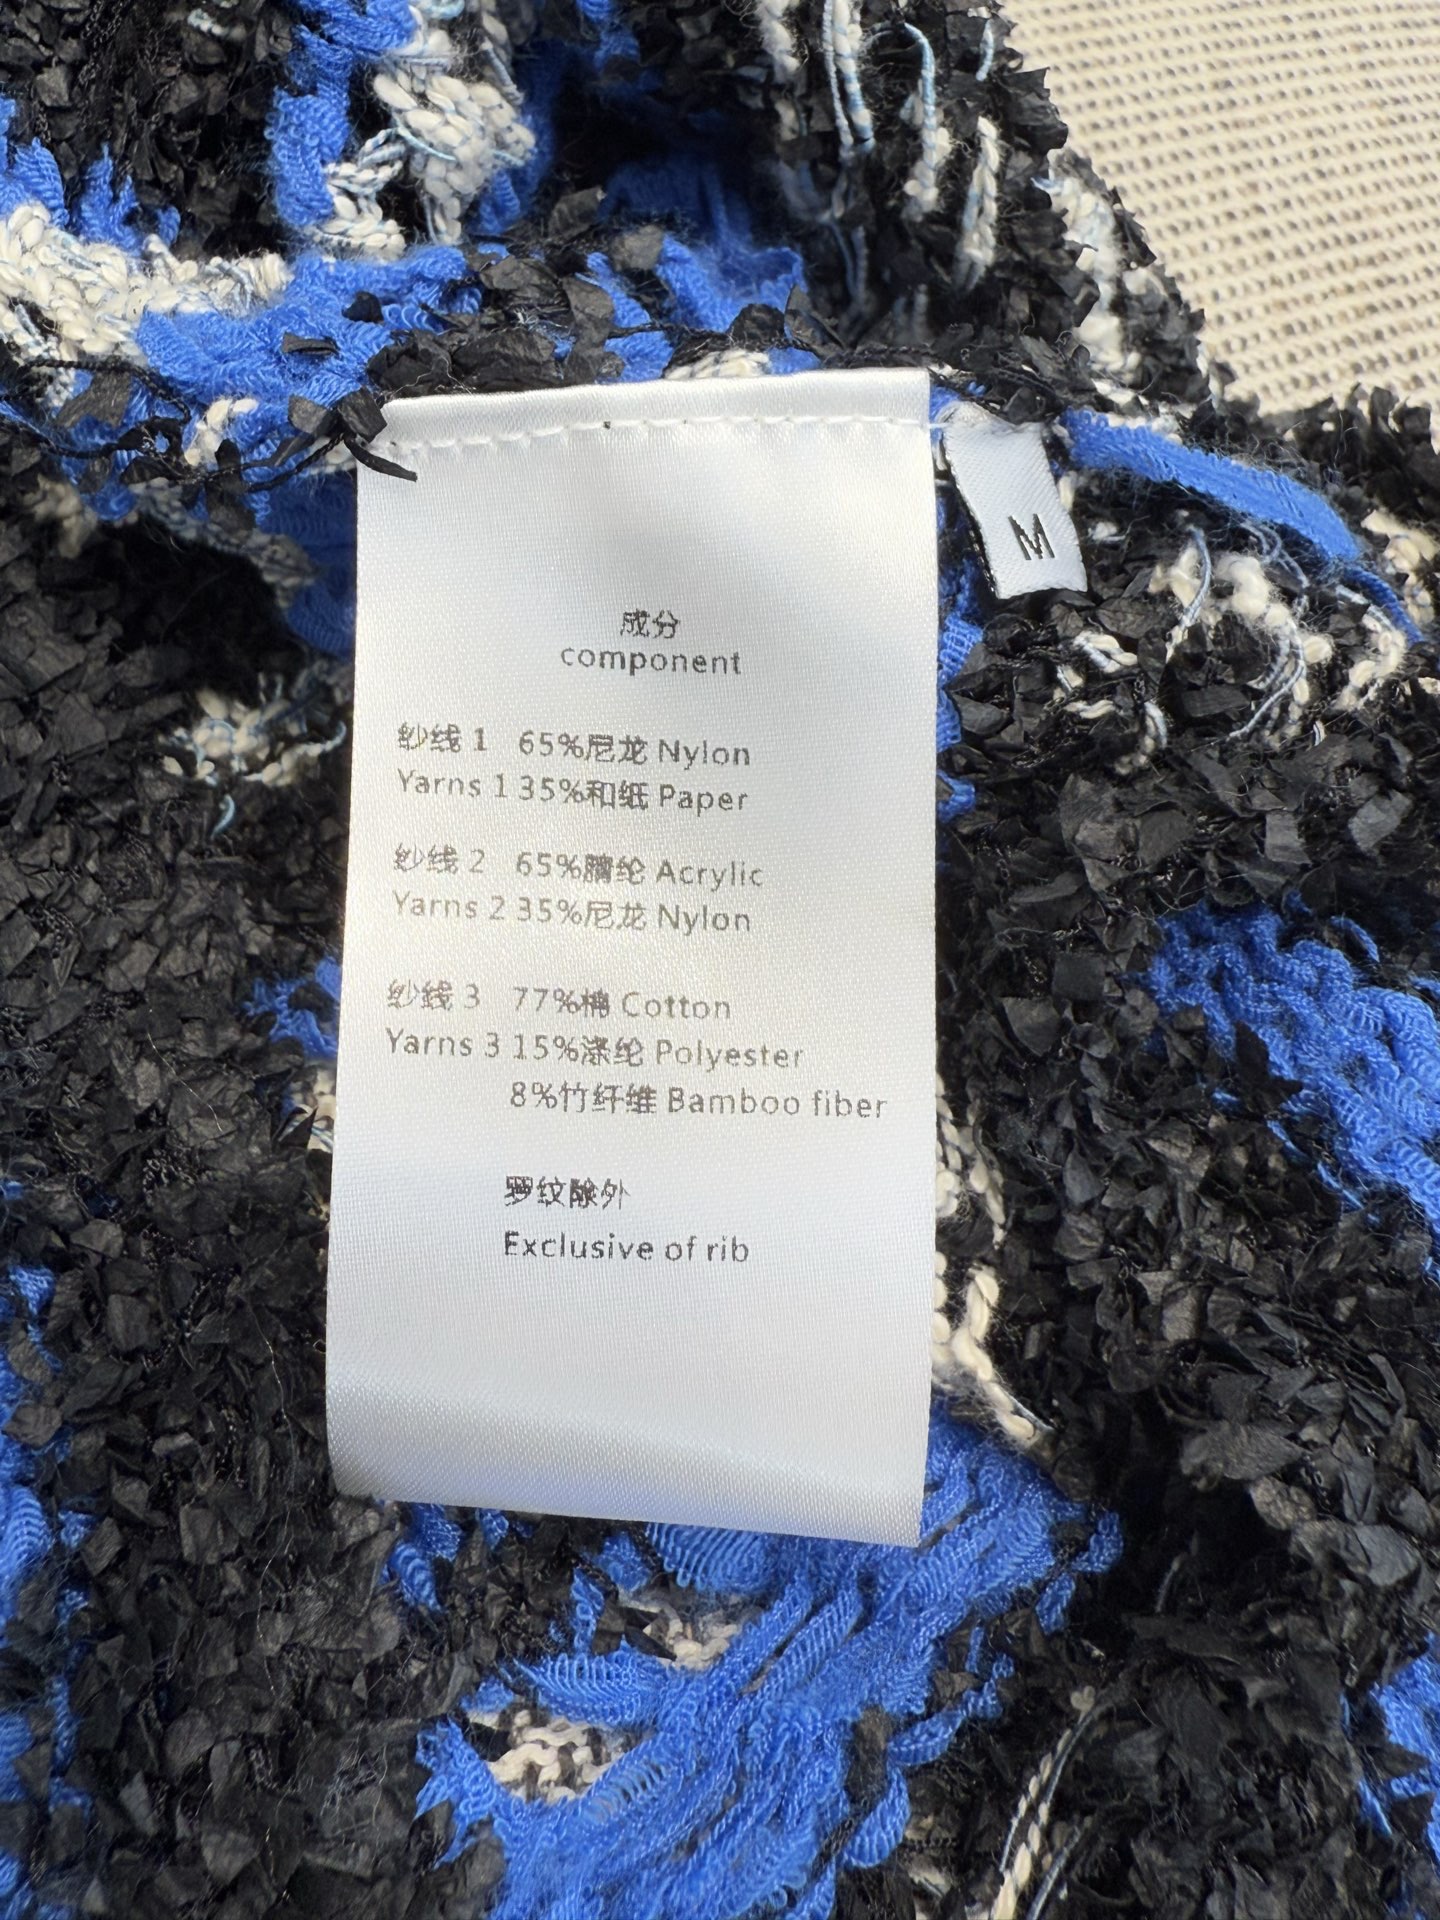 M
成分
component
纱线 1 65%尼龙 Nylon
Yarns 1 35%和纸 Paper
纱线 2 65%腈纶 Acrylic
Yarns 2 35%尼龙 Nylon
纱线 3 77%棉 Cotton
Yarns 3 15%涤纶 Polyester
8%竹纤维 Bamboo fiber
罗纹除外
Exclusive of rib